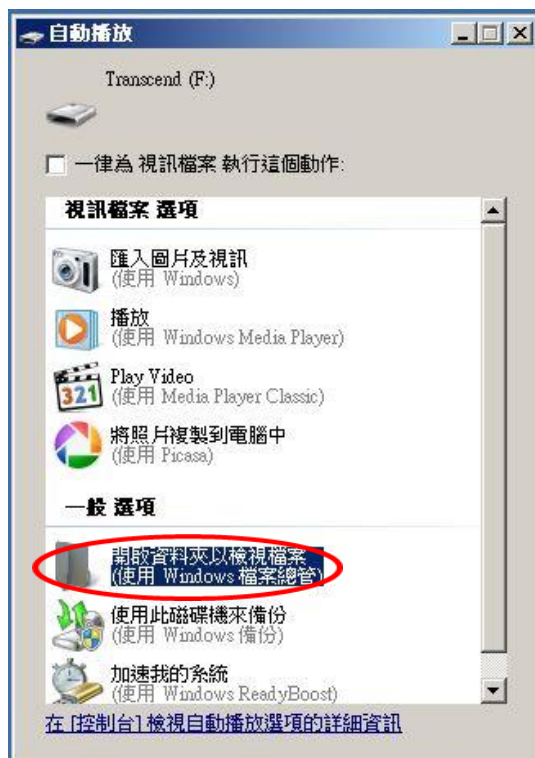 自動播放
Transcend (F:)
一律為 視訊檔案 執行這個動作:
視訊檔案 選項
匯入圖片及視訊
(使用 Windows)
播放
(使用 Windows Media Player)
Play Video
321
(使用 Media Player Classic)
將照片複製到電腦中
(使用 Picasa)
一般 選項
開啟資料夾以檢視檔案
(使用 Windows 檔案總管)
使用此磁碟機來備份
(使用 Windows 備份)
加速我的系統
(使用 Windows ReadyBoost)
在 [控制台] 檢視自動播放選項的詳細資訊